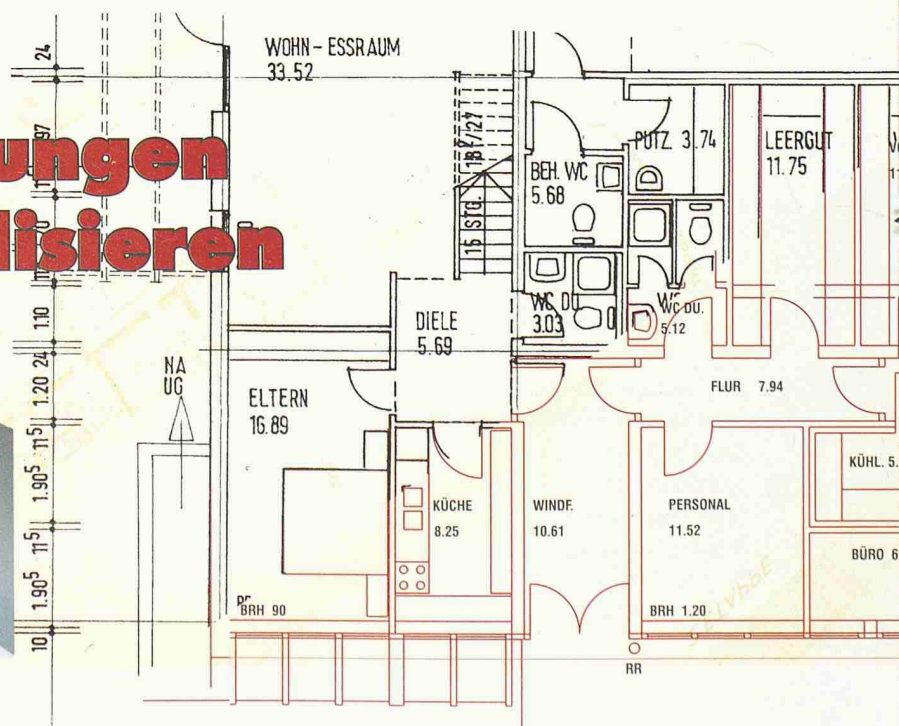 WOHN-ESSRAUM
33.52
ungen
lisieren
PUTZ. 3.74
LEERGUT
11.75
BEH. WC
5.68
16 STG.
WC DU
3.03
WC DU.
5.12
DIELE
5.69
FLUR 7.94
NA
UG
ELTERN
16.89
KÜCHE
8.25
WINDF.
10.61
PERSONAL
11.52
KÜHL. 5.
BÜRO 6
BRH 90
BRH 1.20
RR
24
97
1.10
24
1.20
11⁵
1.90⁵
11⁵
1.90⁵
10